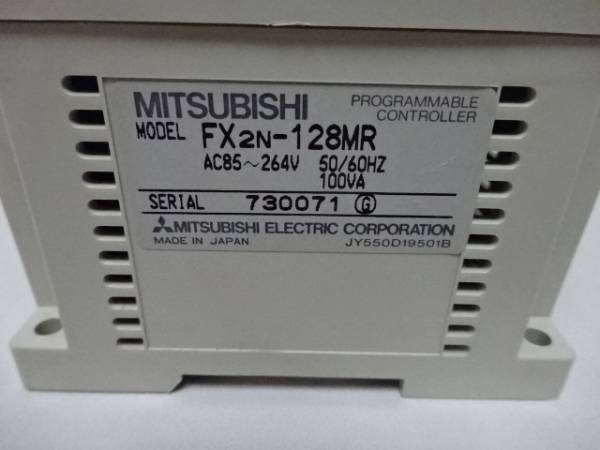 MITSUBISHI PROGRAMMABLE CONTROLLER
MODEL FX2N-128MR
AC85~264V 50/60HZ
100VA
SERIAL 730071 G
MITSUBISHI ELECTRIC CORPORATION
MADE IN JAPAN JY550D19501B